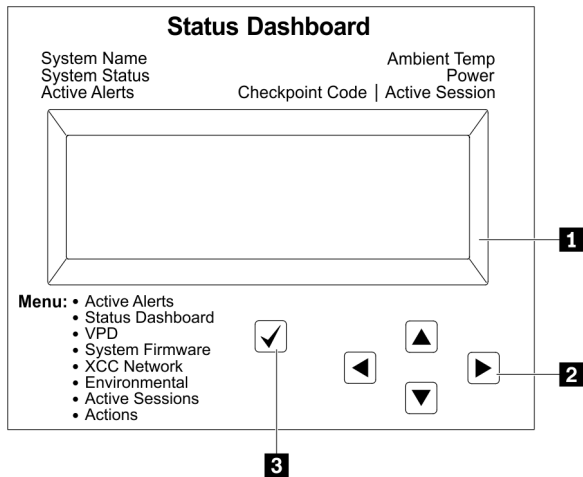 Status Dashboard
System Name
System Status
Active Alerts
Ambient Temp
Power
Checkpoint Code | Active Session
1
Menu: • Active Alerts
• Status Dashboard
• VPD
• System Firmware
• XCC Network
• Environmental
• Active Sessions
• Actions
2
3